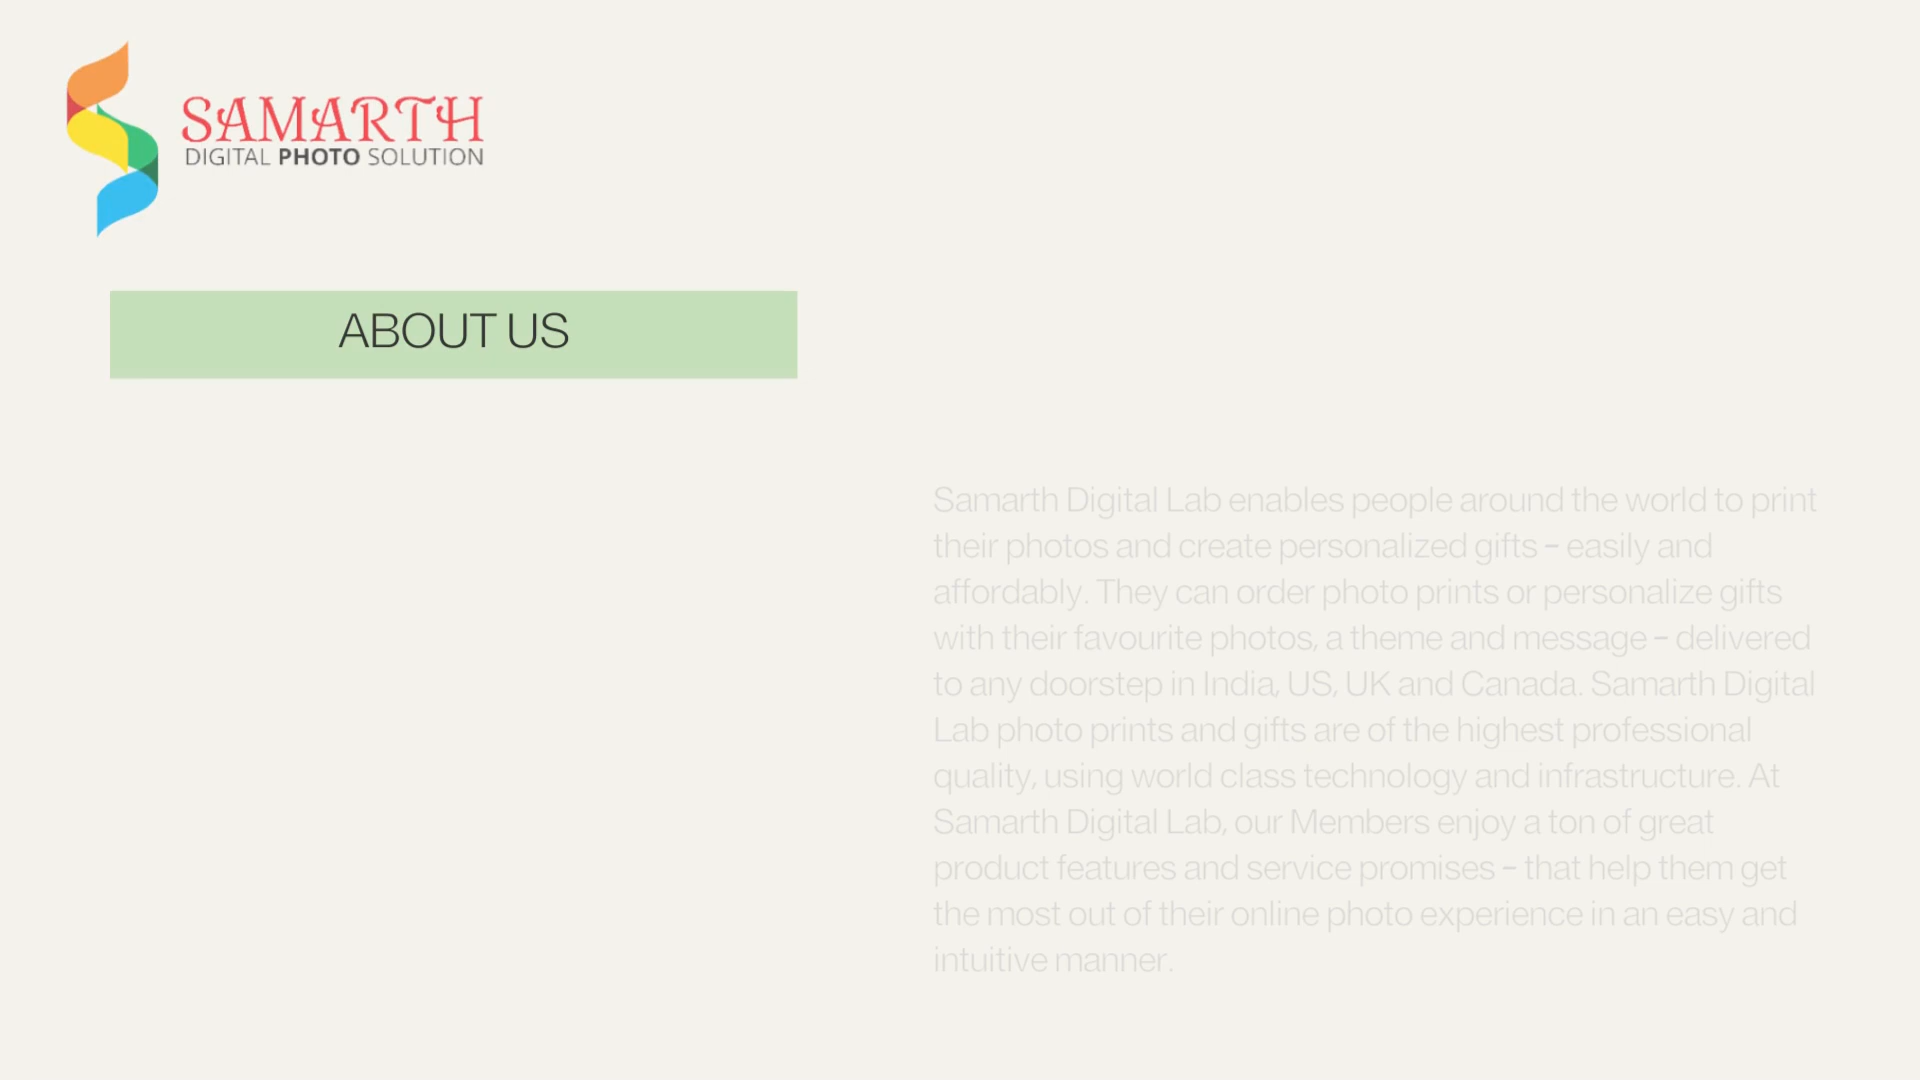 SAMARTH
DIGITAL PHOTO SOLUTION
ABOUT US
Samarth Digital Lab enables people around the world to print
their photos and create personalized gifts – easily and
affordably. They can order photo prints or personalize gifts
with their favourite photos, a theme and message – delivered
to any doorstep in India, US, UK and Canada. Samarth Digital
Lab photo prints and gifts are of the highest professional
quality, using world class technology and infrastructure. At
Samarth Digital Lab, our Members enjoy a ton of great
product features and service promises – that help them get
the most out of their online photo experience in an easy and
intuitive manner.